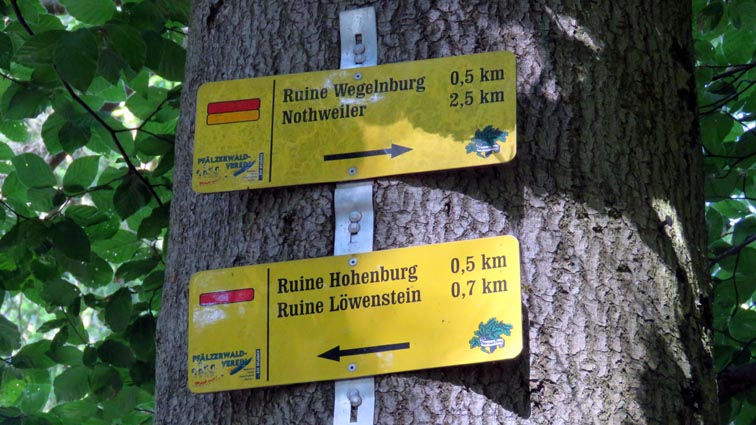 Ruine Wegelnburg 0,5 km
Nothweiler 2,5 km
PFÄLZERWALD-
VEREIN
Ruine Hohenburg 0,5 km
Ruine Löwenstein 0,7 km
PFÄLZERWALD-
VEREIN